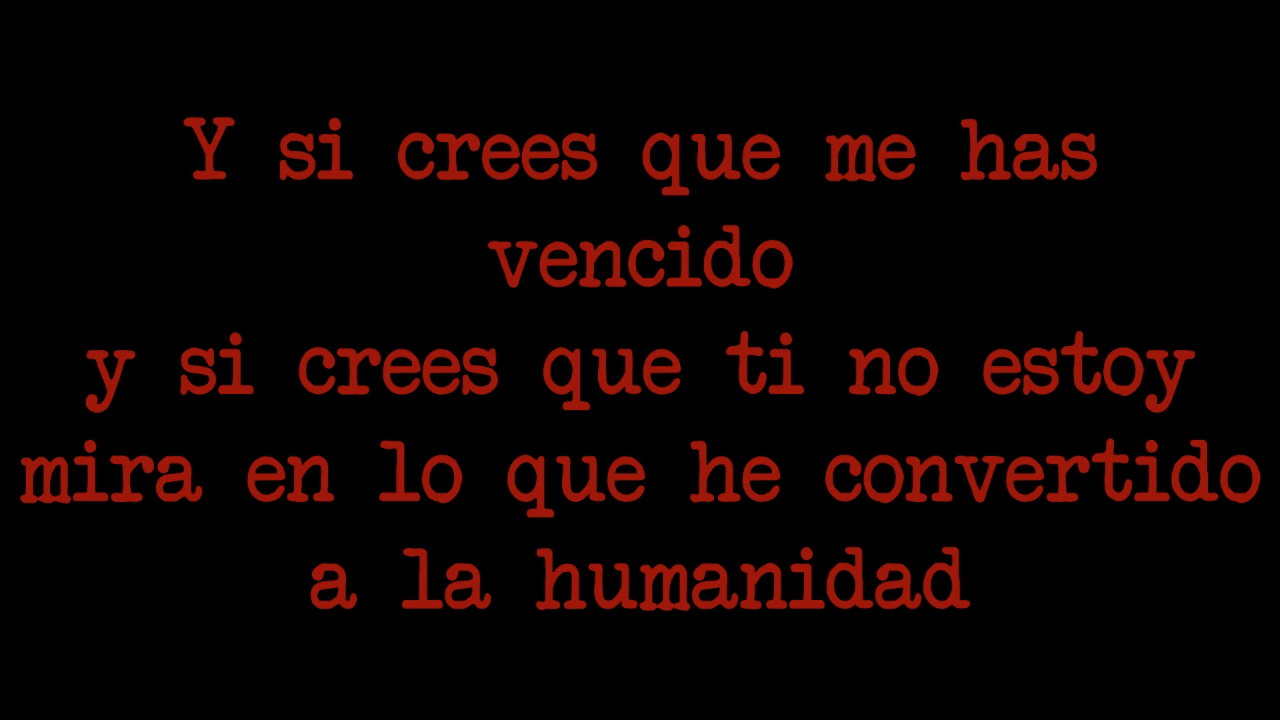 Y si crees que me has
vencido
y si crees que ti no estoy
mira en lo que he convertido
a la humanidad